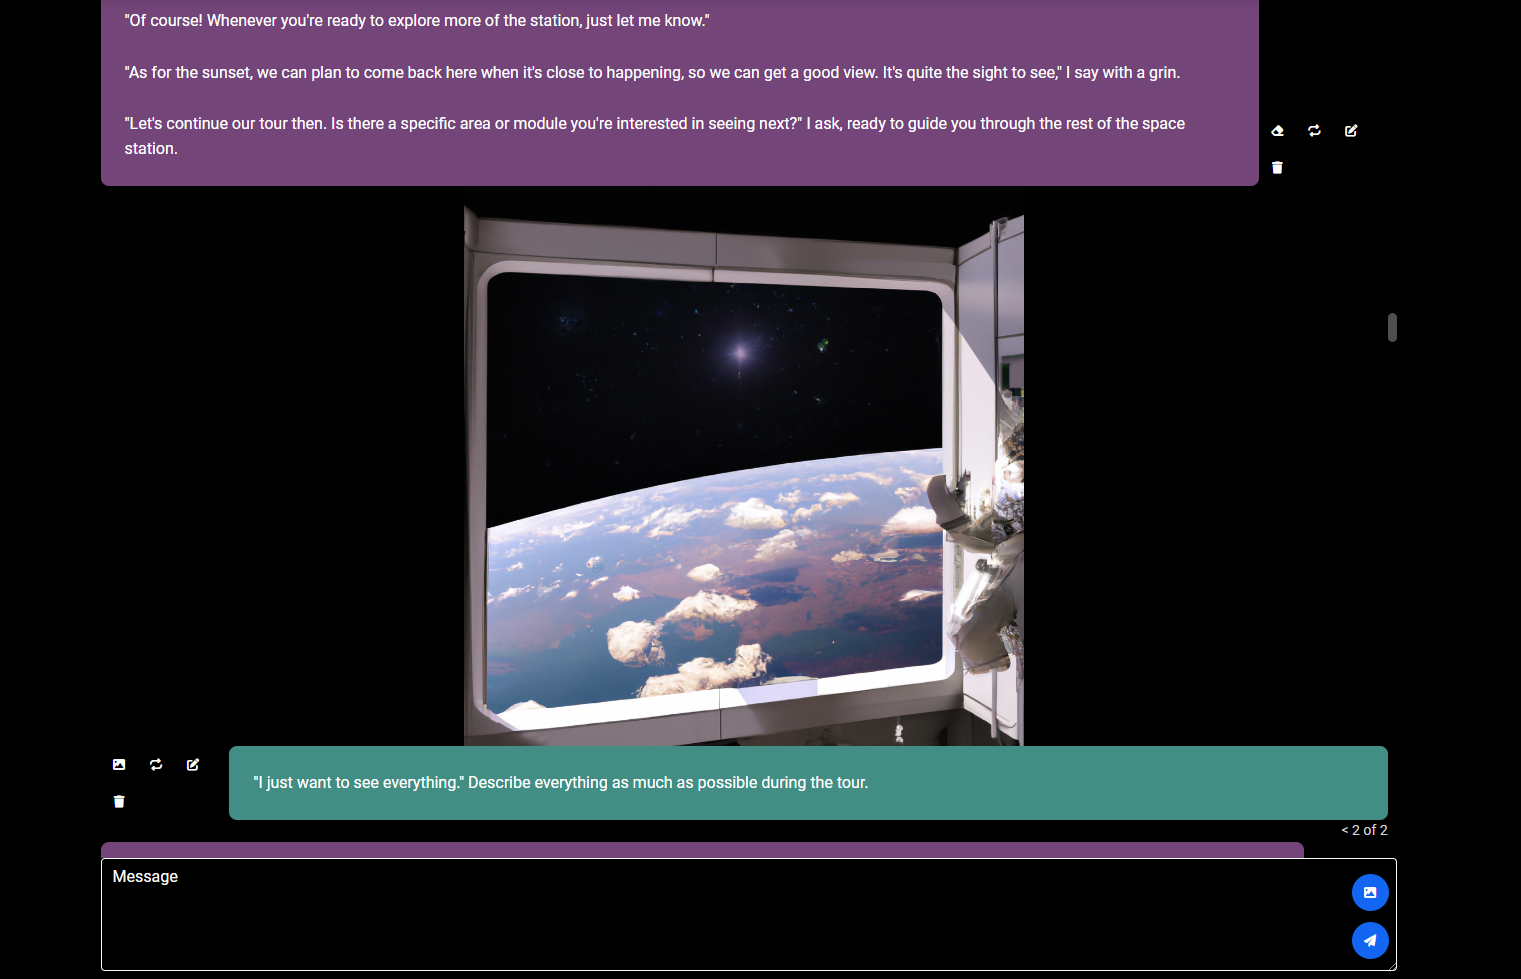 "Of course! Whenever you're ready to explore more of the station, just let me know."
"As for the sunset, we can plan to come back here when it's close to happening, so we can get a good view. It's quite the sight to see," I say with a grin.
"Let's continue our tour then. Is there a specific area or module you're interested in seeing next?" I ask, ready to guide you through the rest of the space
station.
"I just want to see everything." Describe everything as much as possible during the tour.
< 2 of 2
Message